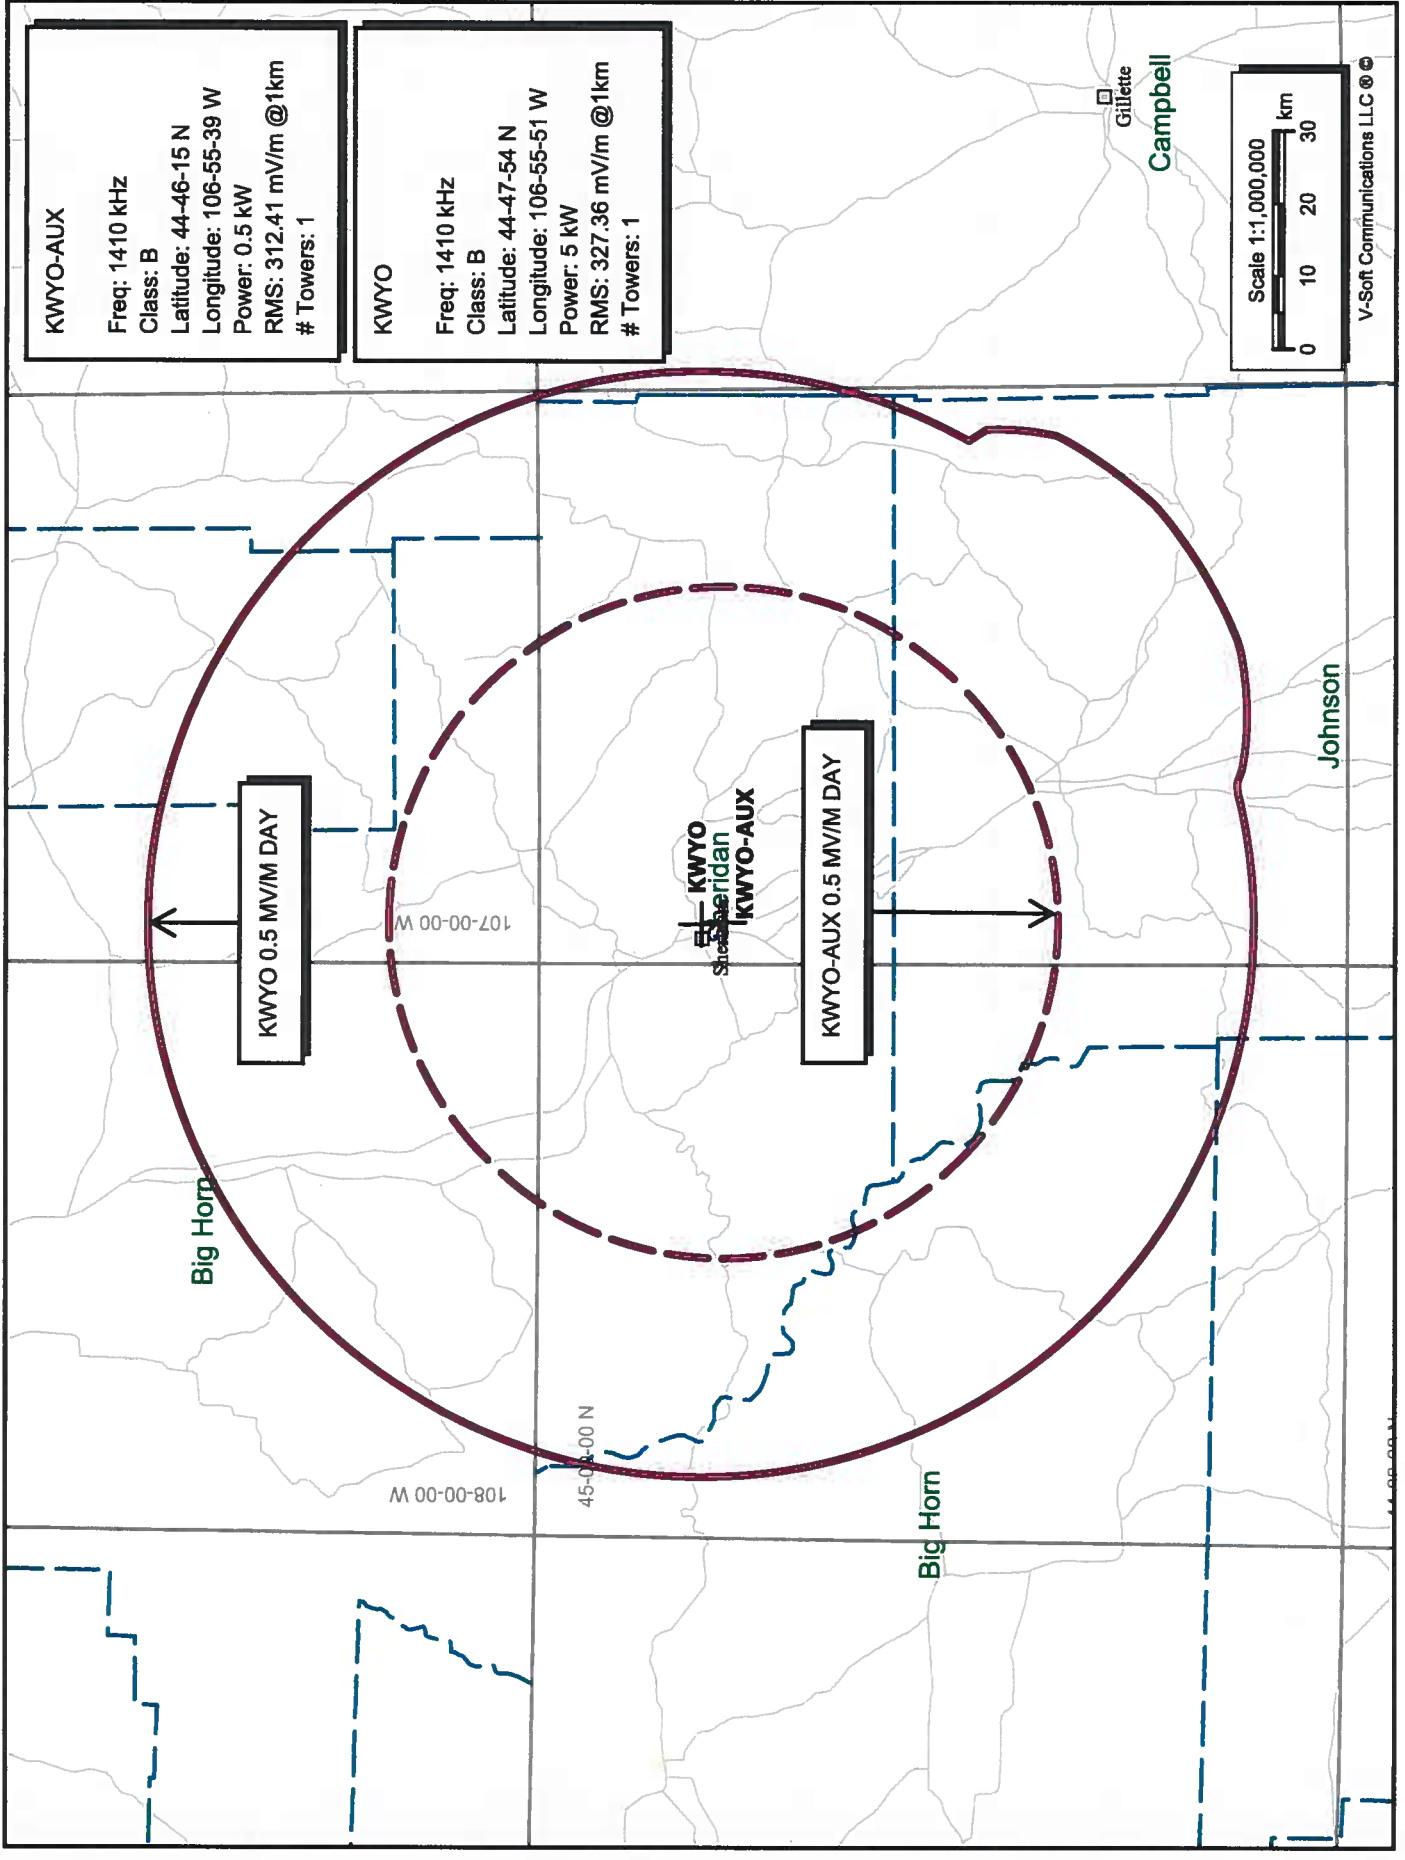 KWYO-AUX
Freq: 1410 kHz
Class: B
Latitude: 44-46-15 N
Longitude: 106-55-39 W
Power: 0.5 kW
RMS: 312.41 mV/m @1km
# Towers: 1
KWYO
Freq: 1410 kHz
Class: B
Latitude: 44-47-54 N
Longitude: 106-55-51 W
Power: 5 kW
RMS: 327.36 mV/m @1km
# Towers: 1
KWYO 0.5 MV/M DAY
Big Horn
107-00-00 W
108-00-00 W
KWYO
Sheridan
KWYO-AUX
KWYO-AUX 0.5 MV/M DAY
Big Horn
Johnson
Gillette
Campbell
Scale 1:1,000,000
km
0 10 20 30
V-Soft Communications LLC ® ©